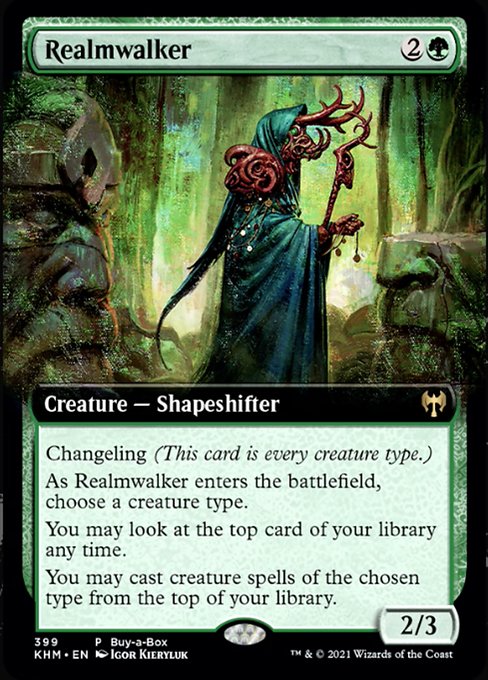 Realmwalker 2
Creature — Shapeshifter
Changeling (This card is every creature type.)
As Realmwalker enters the battlefield,
choose a creature type.
You may look at the top card of your library
any time.
You may cast creature spells of the chosen
type from the top of your library.
2/3
399 P Buy-a-Box
KHM • EN Igor Kieryluk ™ & © 2021 Wizards of the Coast